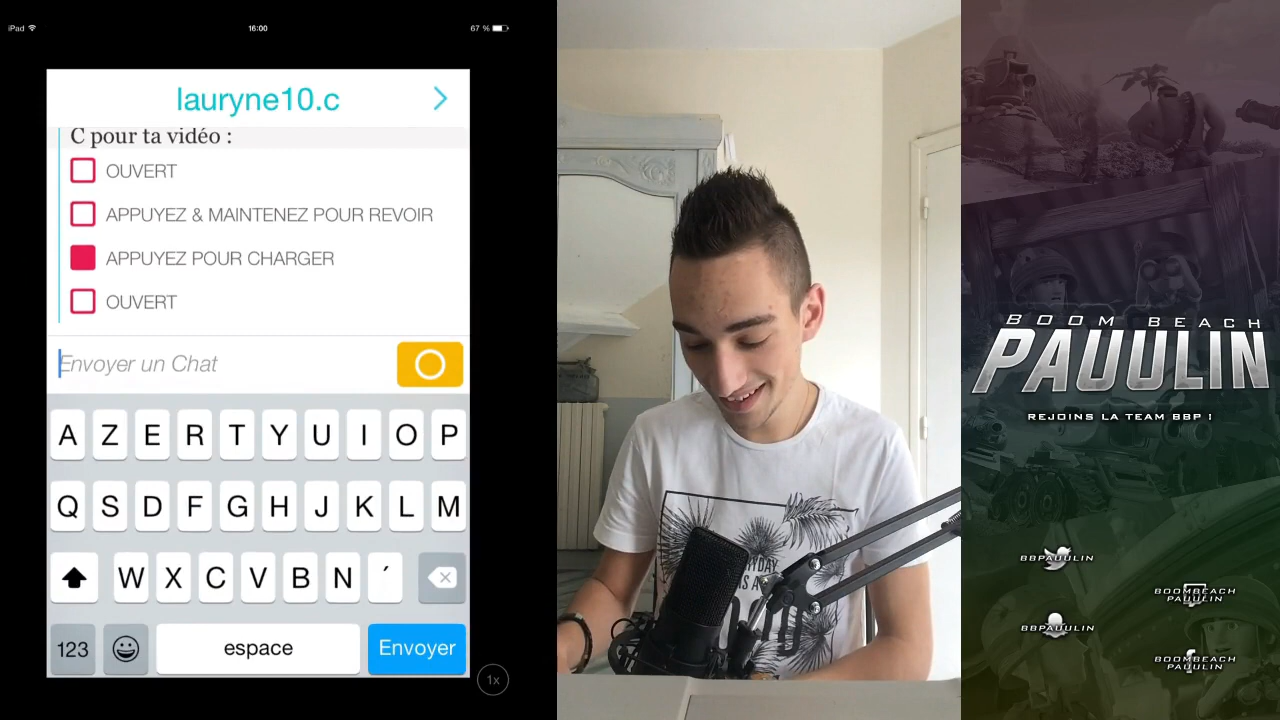 iPad 16:00 67 %
lauryne10.c
C pour ta vidéo :
OUVERT
APPUYEZ & MAINTENEZ POUR REVOIR
APPUYEZ POUR CHARGER
OUVERT
Envoyer un Chat
A Z E R T Y U I O P
Q S D F G H J K L M
W X C V B N ´
123 espace Envoyer
1x
BOOM BEACH
PAUULIN
REJOINS LA TEAM BBP !
BBPAUULIN
BOOMBEACH
PAUULIN
BBPAUULIN
BOOMBEACH
PAUULIN